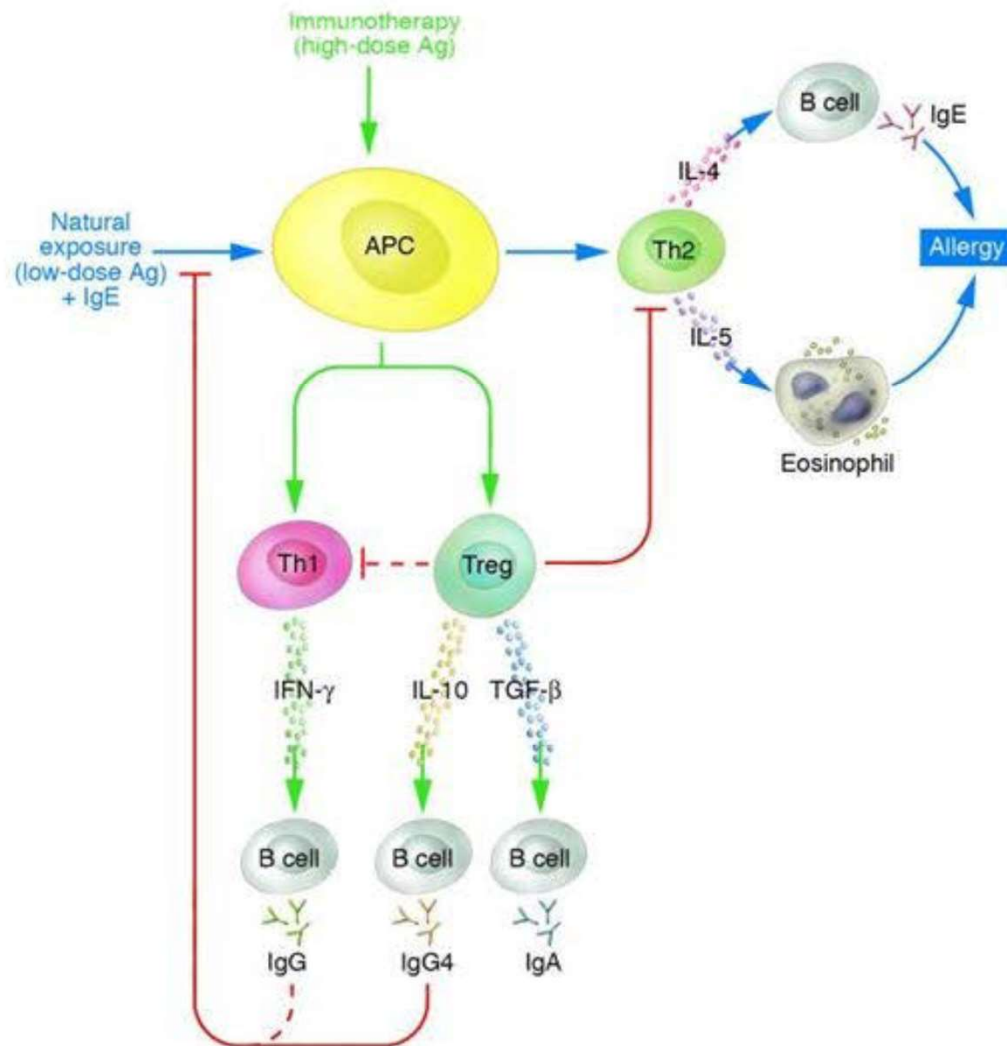 Immunotherapy
(high-dose Ag)
B cell
IgE
IL-4
Natural
exposure
(low-dose Ag)
+ IgE
APC
Th2
Allergy
IL-5
Eosinophil
Th1
Treg
IFN-γ
IL-10
TGF-β
B cell
B cell
B cell
IgG
IgG4
IgA